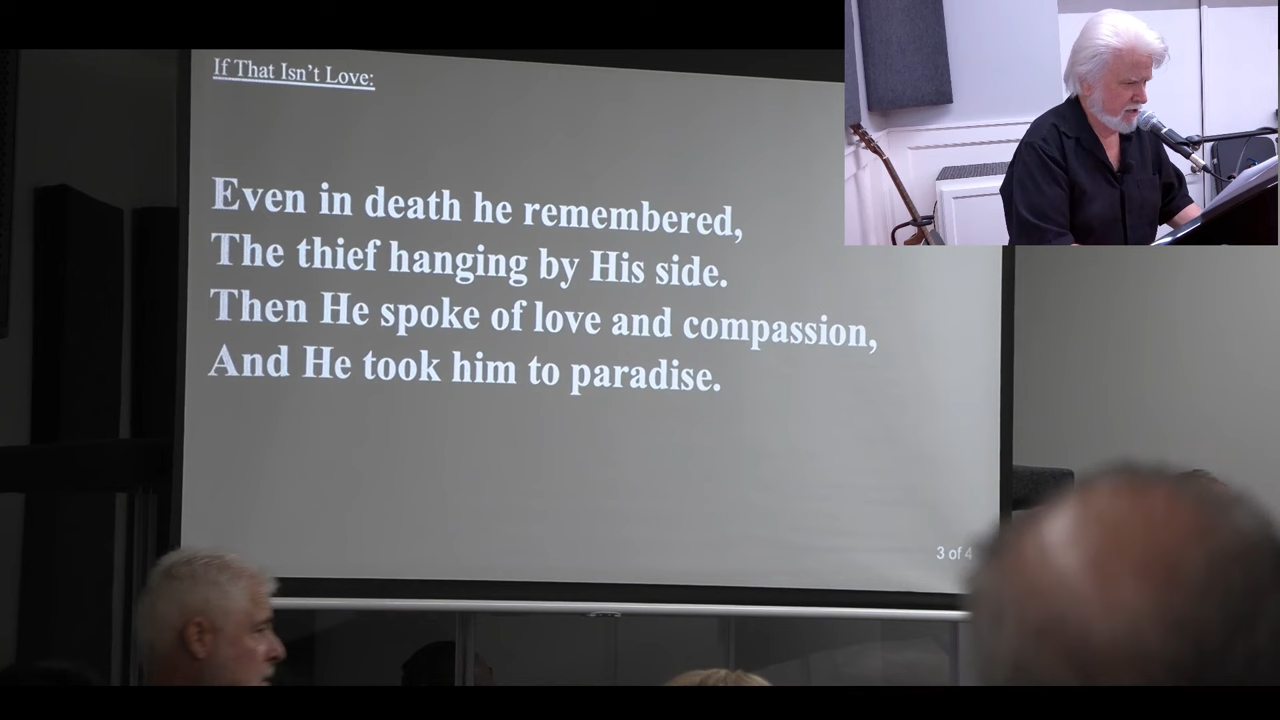 If That Isn't Love:
Even in death he remembered,
The thief hanging by His side.
Then He spoke of love and compassion,
And He took him to paradise.
3 of 4